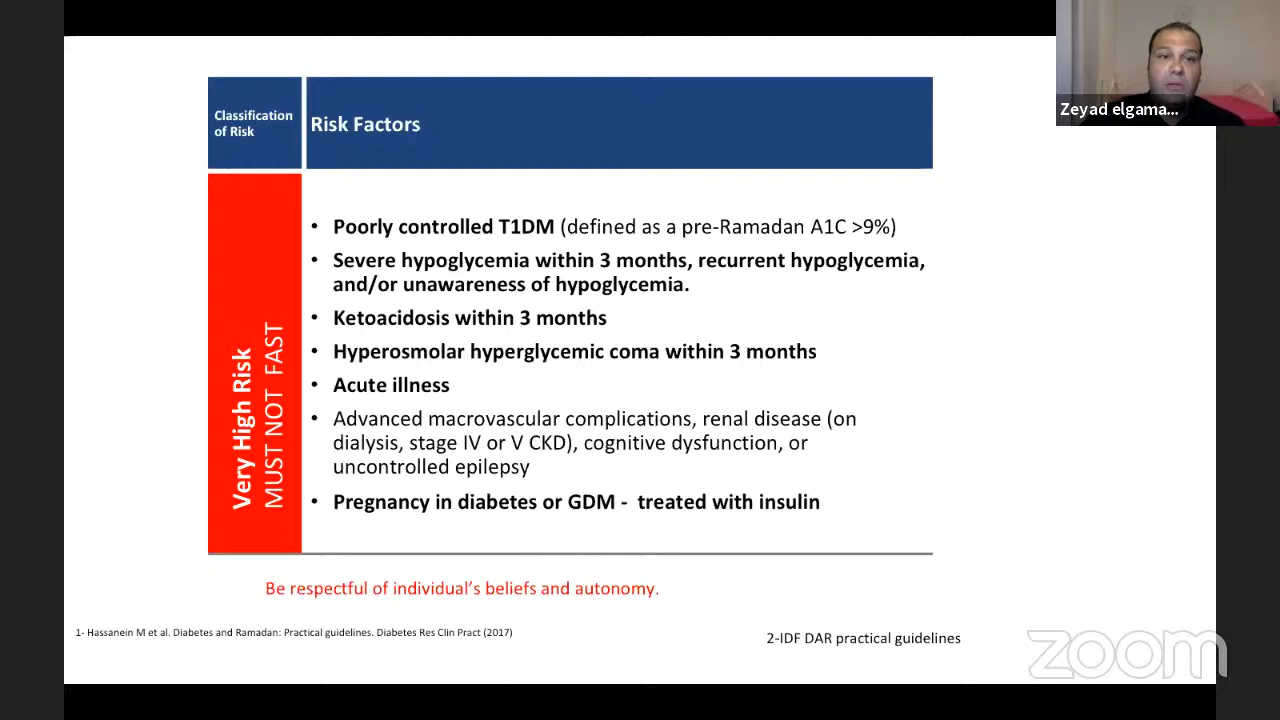 Zeyad elgama...
Classification
of Risk
Risk Factors
Very High Risk
MUST NOT FAST
• Poorly controlled T1DM (defined as a pre-Ramadan A1C >9%)
• Severe hypoglycemia within 3 months, recurrent hypoglycemia,
and/or unawareness of hypoglycemia.
• Ketoacidosis within 3 months
• Hyperosmolar hyperglycemic coma within 3 months
• Acute illness
• Advanced macrovascular complications, renal disease (on
dialysis, stage IV or V CKD), cognitive dysfunction, or
uncontrolled epilepsy
• Pregnancy in diabetes or GDM - treated with insulin
Be respectful of individual's beliefs and autonomy.
1- Hassanein M et al. Diabetes and Ramadan: Practical guidelines. Diabetes Res Clin Pract (2017)
2-IDF DAR practical guidelines
zoom